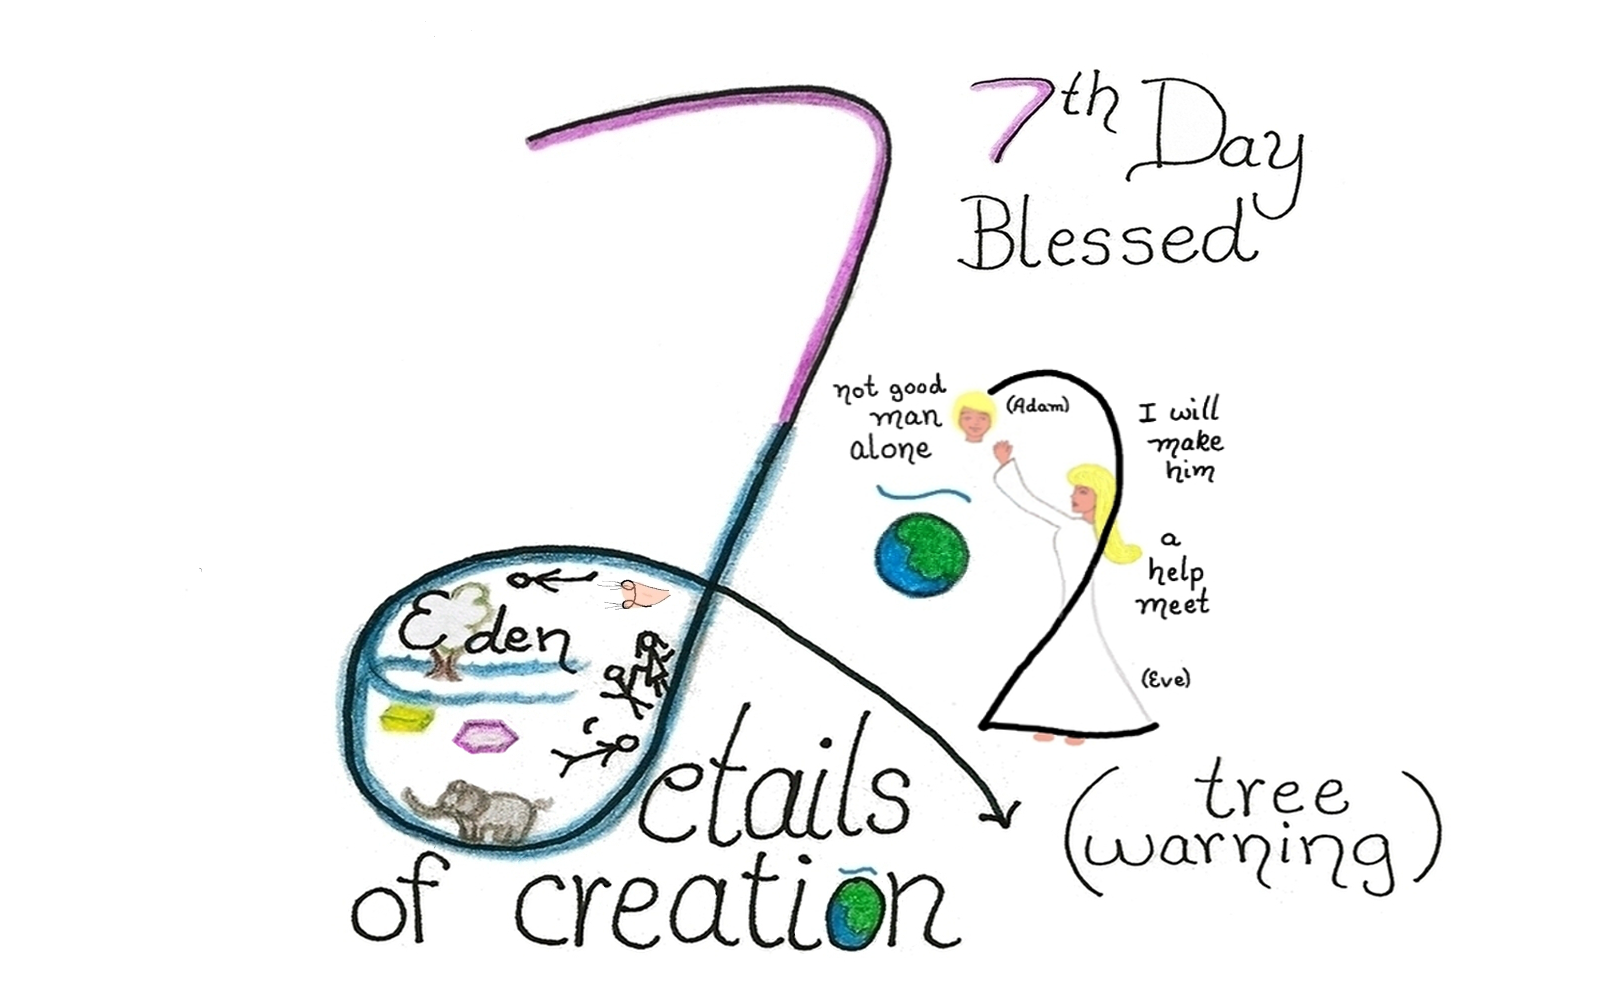 7th Day
Blessed
not good
man
alone
(Adam)
I will
make
him
a
help
meet
(Eve)
Eden
Details
of creation
(tree
warning)